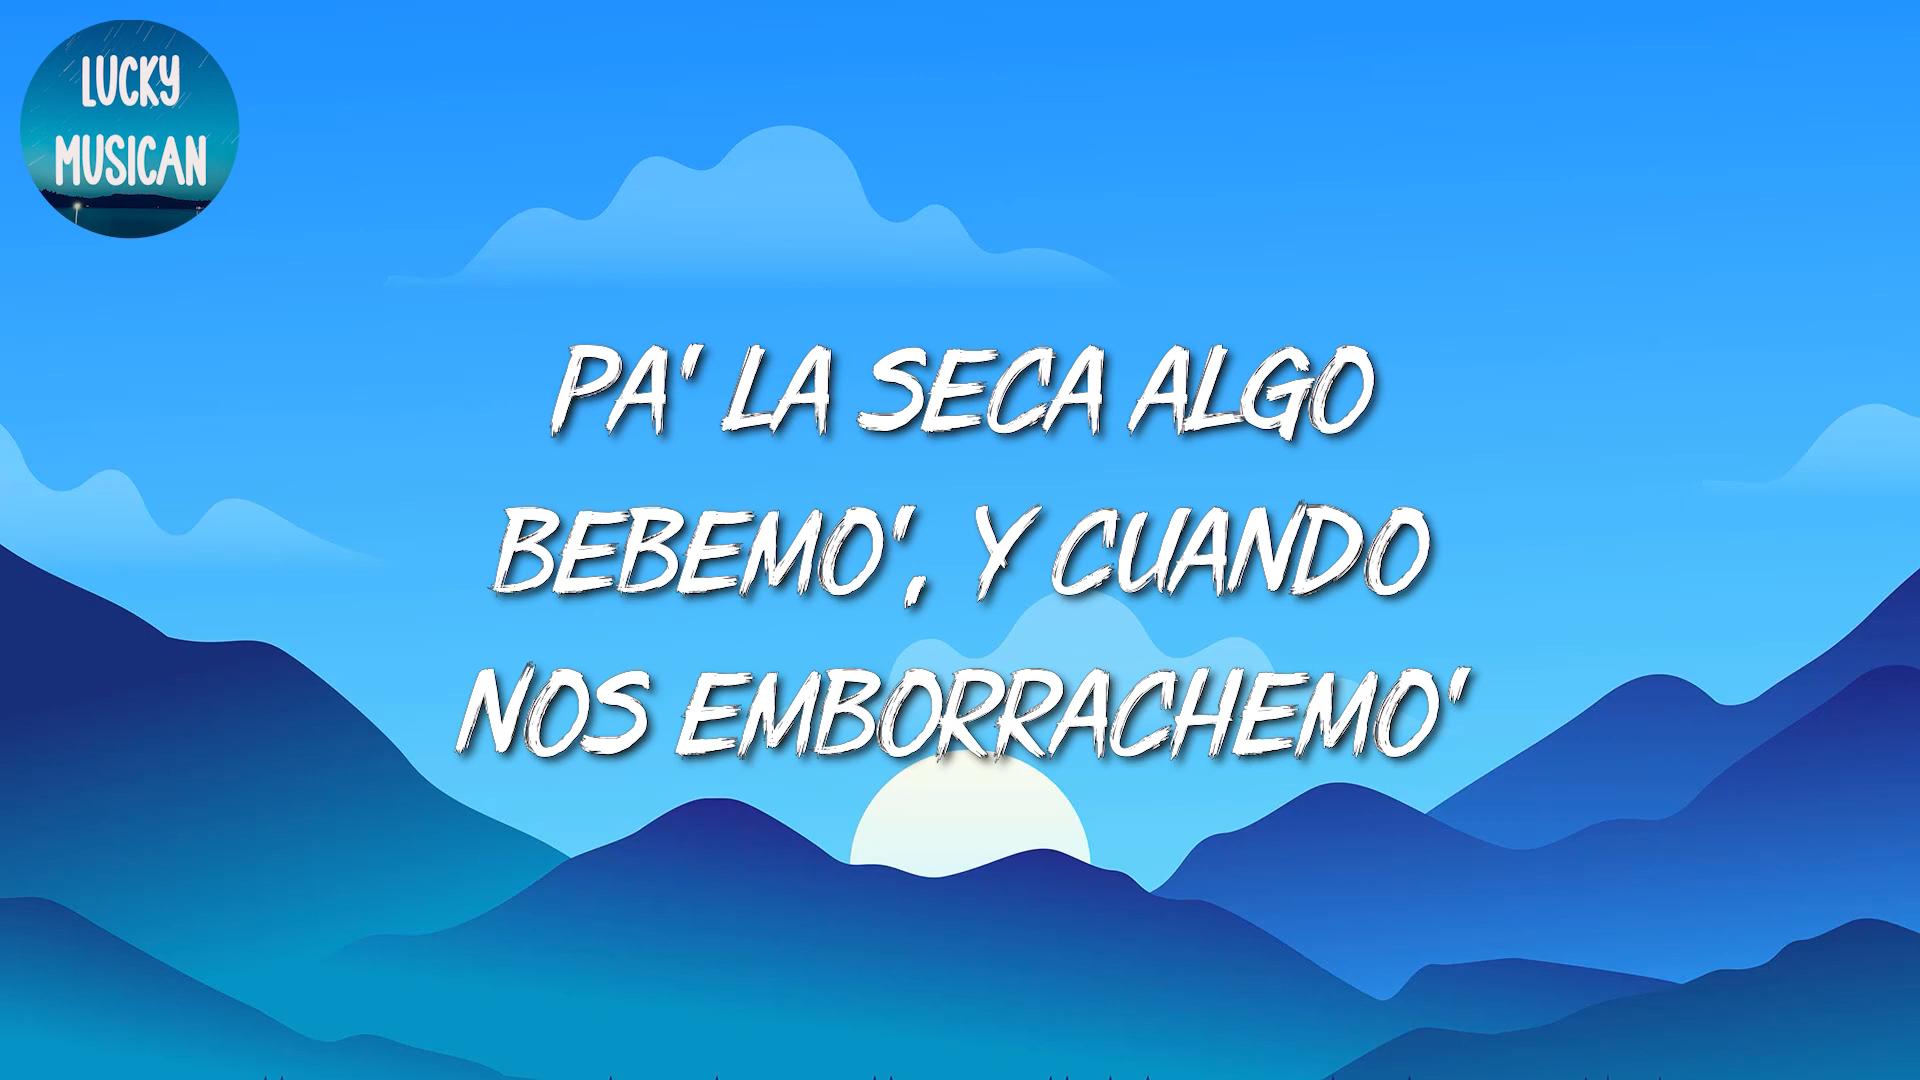 LUCKY
MUSICAN
PA' LA SECA ALGO
BEBEMO', Y CUANDO
NOS EMBORRACHEMO'